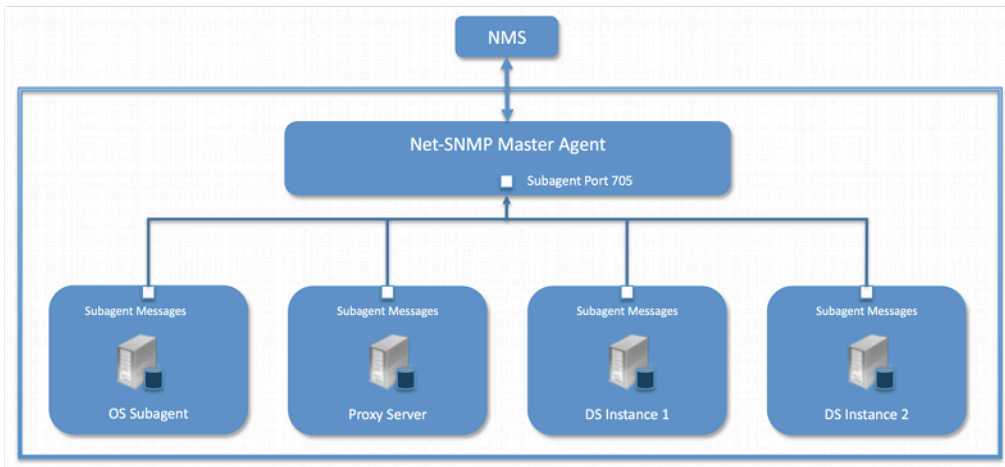 NMS
Net-SNMP Master Agent
Subagent Port 705
Subagent Messages
Subagent Messages
Subagent Messages
Subagent Messages
OS Subagent
Proxy Server
DS Instance 1
DS Instance 2